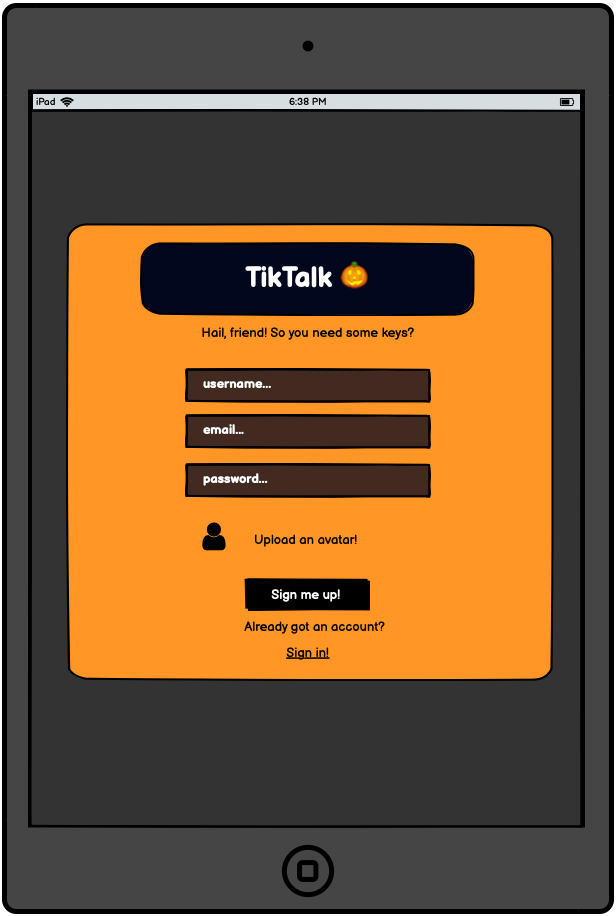 iPad 6:38 PM
TikTalk 🎃
Hail, friend! So you need some keys?
username...
email...
password...
Upload an avatar!
Sign me up!
Already got an account?
Sign in!